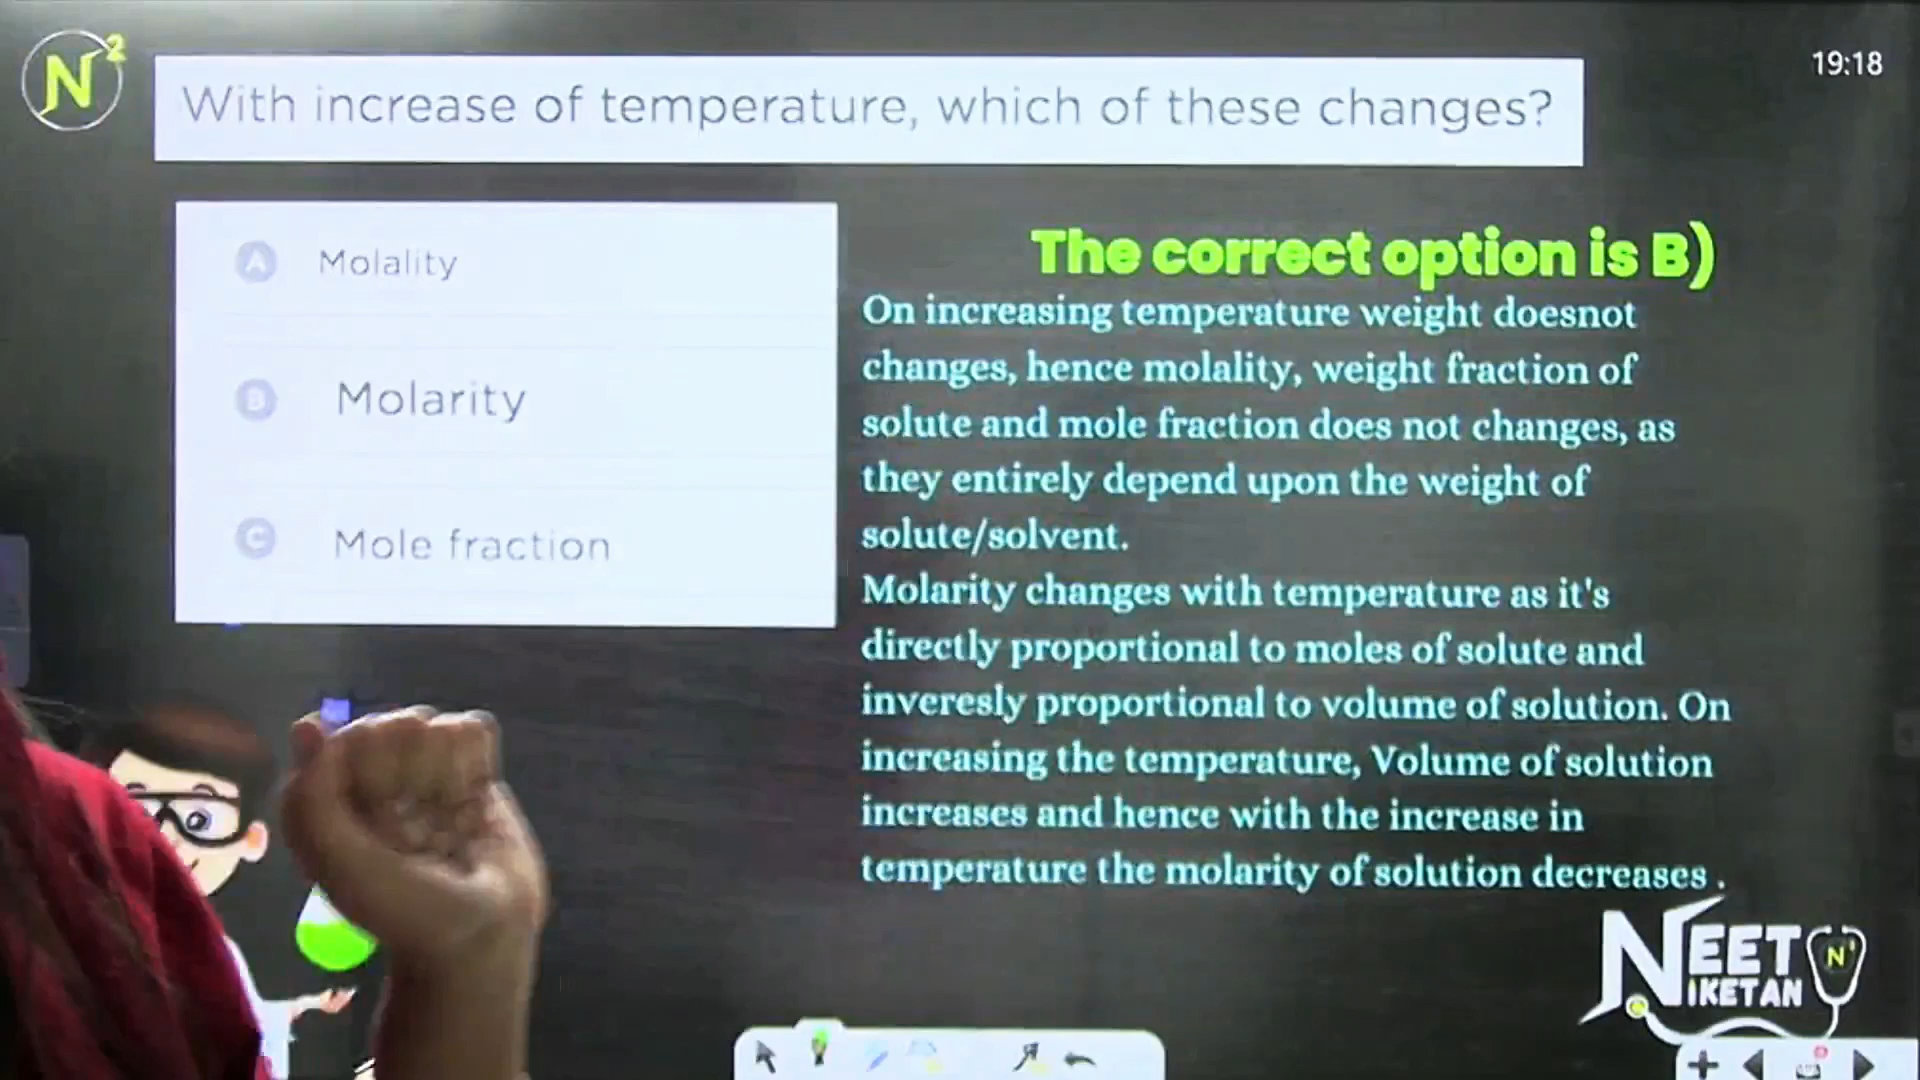 N²
19:18
With increase of temperature, which of these changes?
A Molality
B Molarity
C Mole fraction
The correct option is B)
On increasing temperature weight doesnot
changes, hence molality, weight fraction of
solute and mole fraction does not changes, as
they entirely depend upon the weight of
solute/solvent.
Molarity changes with temperature as it's
directly proportional to moles of solute and
inveresly proportional to volume of solution. On
increasing the temperature, Volume of solution
increases and hence with the increase in
temperature the molarity of solution decreases .
NEET
NIKETAN